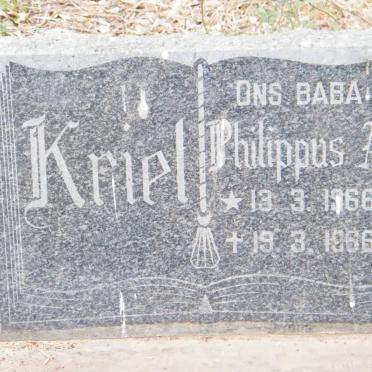 Kriel
ONS BABA
Philippus
★ 13. 3. 1966
+ 19. 3. 1966